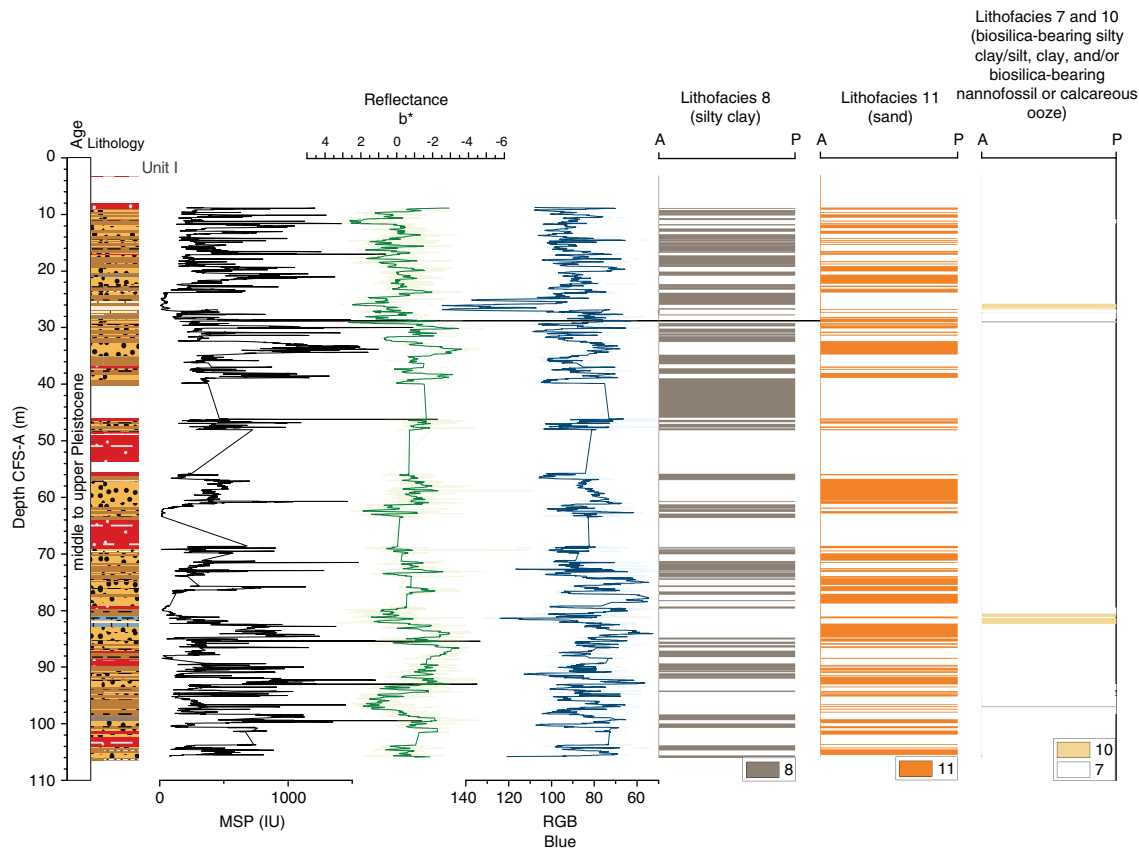 Lithofacies 7 and 10
(biosilica-bearing silty
clay/silt, clay, and/or
biosilica-bearing
nannofossil or calcareous
ooze)
Reflectance
b*
Lithofacies 8
(silty clay)
Lithofacies 11
(sand)
4 2 0 -2 -4 -6
A P
A P
A P
Age
Lithology
Unit I
0
10
20
30
40
50
60
70
80
90
100
110
Depth CFS-A (m)
middle to upper Pleistocene
8
11
10
7
0 1000
MSP (IU)
140 120 100 80 60
RGB
Blue